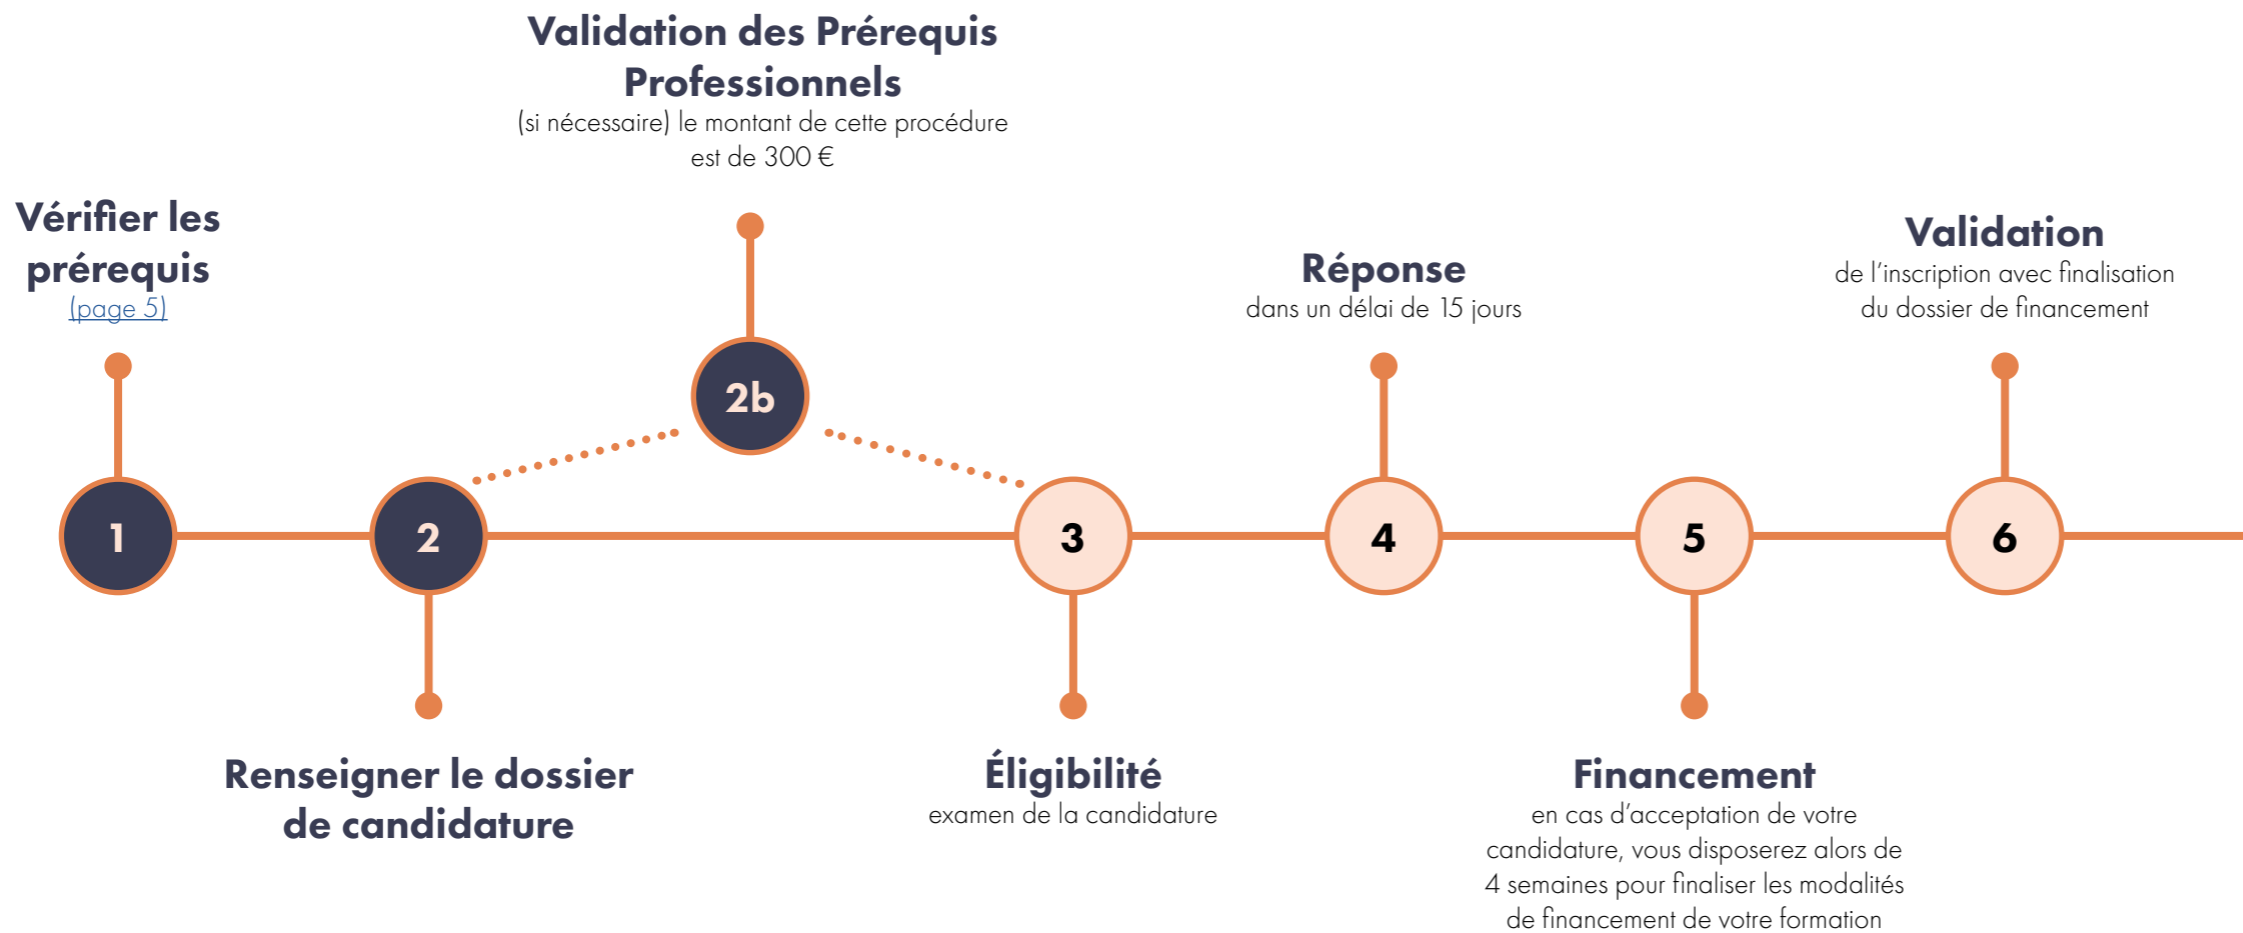 Vérifier les
prérequis
(page 5)
1
2
Renseigner le dossier
de candidature
Validation des Prérequis
Professionnels
(si nécessaire) le montant de cette procédure
est de 300 €
2b
3
Éligibilité
examen de la candidature
Réponse
dans un délai de 15 jours
4
5
Financement
en cas d’acceptation de votre
candidature, vous disposerez alors de
4 semaines pour finaliser les modalités
de financement de votre formation
Validation
de l’inscription avec finalisation
du dossier de financement
6